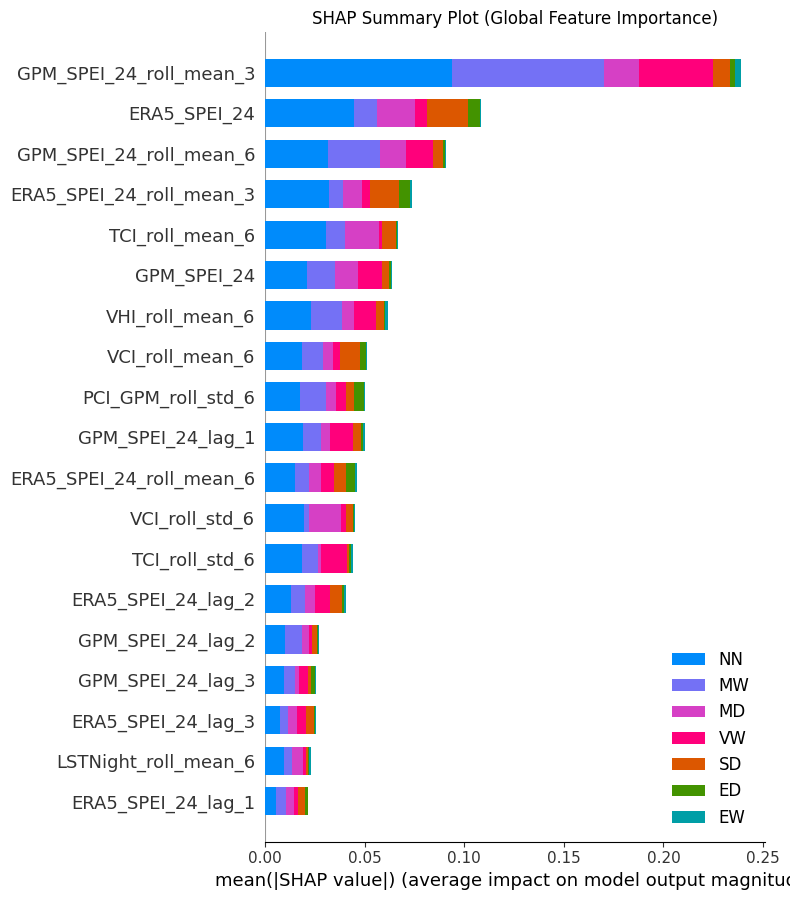 SHAP Summary Plot (Global Feature Importance)
GPM_SPEI_24_roll_mean_3
ERA5_SPEI_24
GPM_SPEI_24_roll_mean_6
ERA5_SPEI_24_roll_mean_3
TCI_roll_mean_6
GPM_SPEI_24
VHI_roll_mean_6
VCI_roll_mean_6
PCI_GPM_roll_std_6
GPM_SPEI_24_lag_1
ERA5_SPEI_24_roll_mean_6
VCI_roll_std_6
TCI_roll_std_6
ERA5_SPEI_24_lag_2
GPM_SPEI_24_lag_2
GPM_SPEI_24_lag_3
ERA5_SPEI_24_lag_3
LSTNight_roll_mean_6
ERA5_SPEI_24_lag_1
NN
MW
MD
VW
SD
ED
EW
0.00 0.05 0.10 0.15 0.20 0.25
mean(|SHAP value|) (average impact on model output magnitud